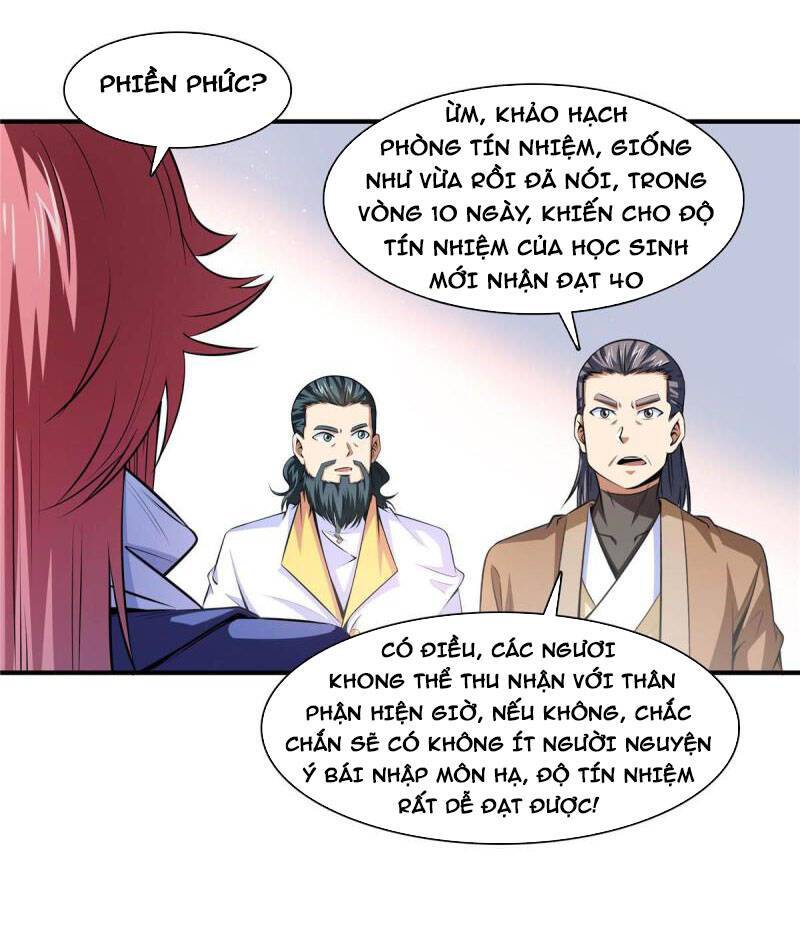 PHIỀN PHỨC?
ỪM, KHẢO HẠCH
PHÒNG TÍN NHIỆM, GIỐNG
NHƯ VỪA RỒI ĐÃ NÓI, TRONG
VÒNG 10 NGÀY, KHIẾN CHO ĐỘ
TÍN NHIỆM CỦA HỌC SINH
MỚI NHẬN ĐẠT 40
CÓ ĐIỀU, CÁC NGƯƠI
KHONG THỂ THU NHẬN VỚI THÂN
PHẬN HIỆN GIỜ, NẾU KHÔNG, CHẮC
CHẮN SẼ CÓ KHÔNG ÍT NGƯỜI NGUYỆN
Ý BÁI NHẬP MÔN HẠ, ĐỘ TÍN NHIỆM
RẤT DỄ ĐẠT ĐƯỢC!